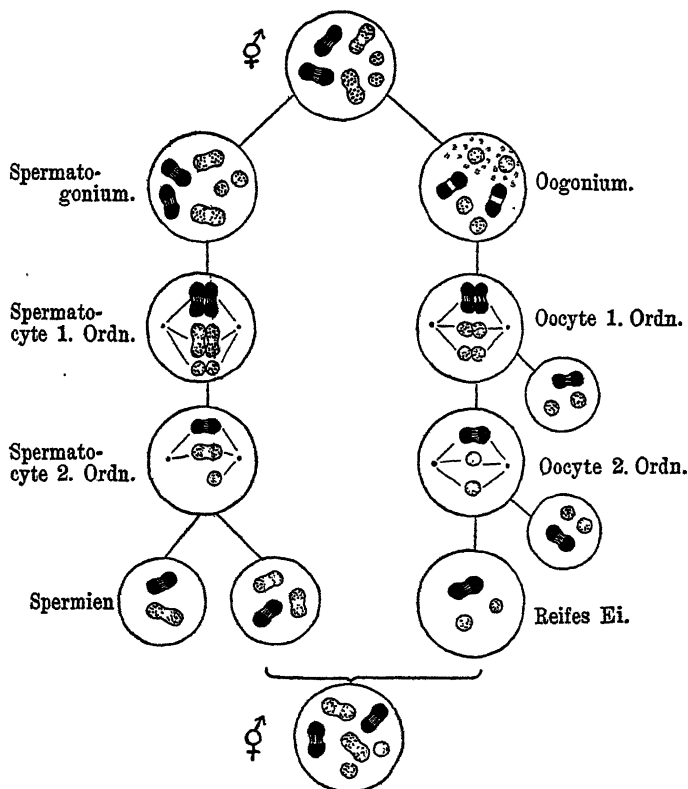 ⚥
Spermato-
gonium.
Oogonium.
Spermato-
cyte 1. Ordn.
Oocyte 1. Ordn.
Spermato-
cyte 2. Ordn.
Oocyte 2. Ordn.
Spermien
Reifes Ei.
⚥